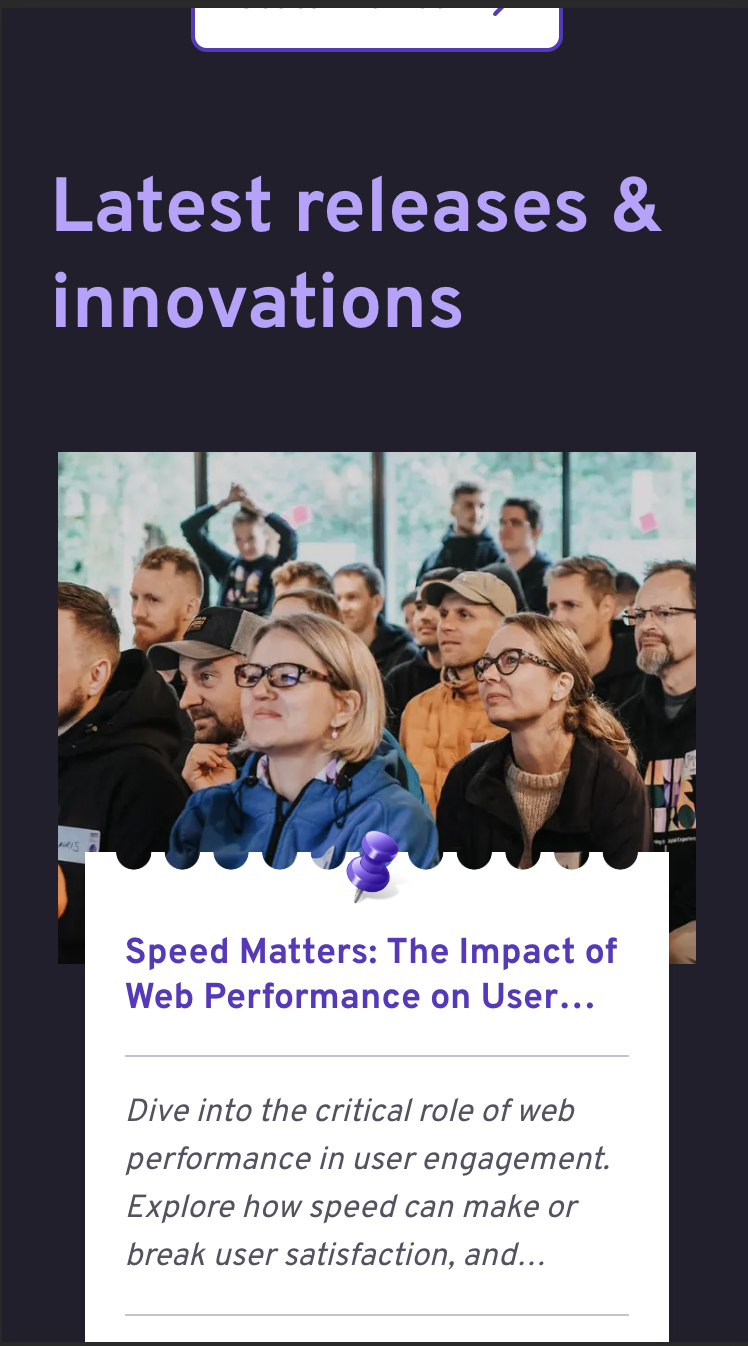 Latest releases &
innovations
Speed Matters: The Impact of
Web Performance on User...
Dive into the critical role of web
performance in user engagement.
Explore how speed can make or
break user satisfaction, and...